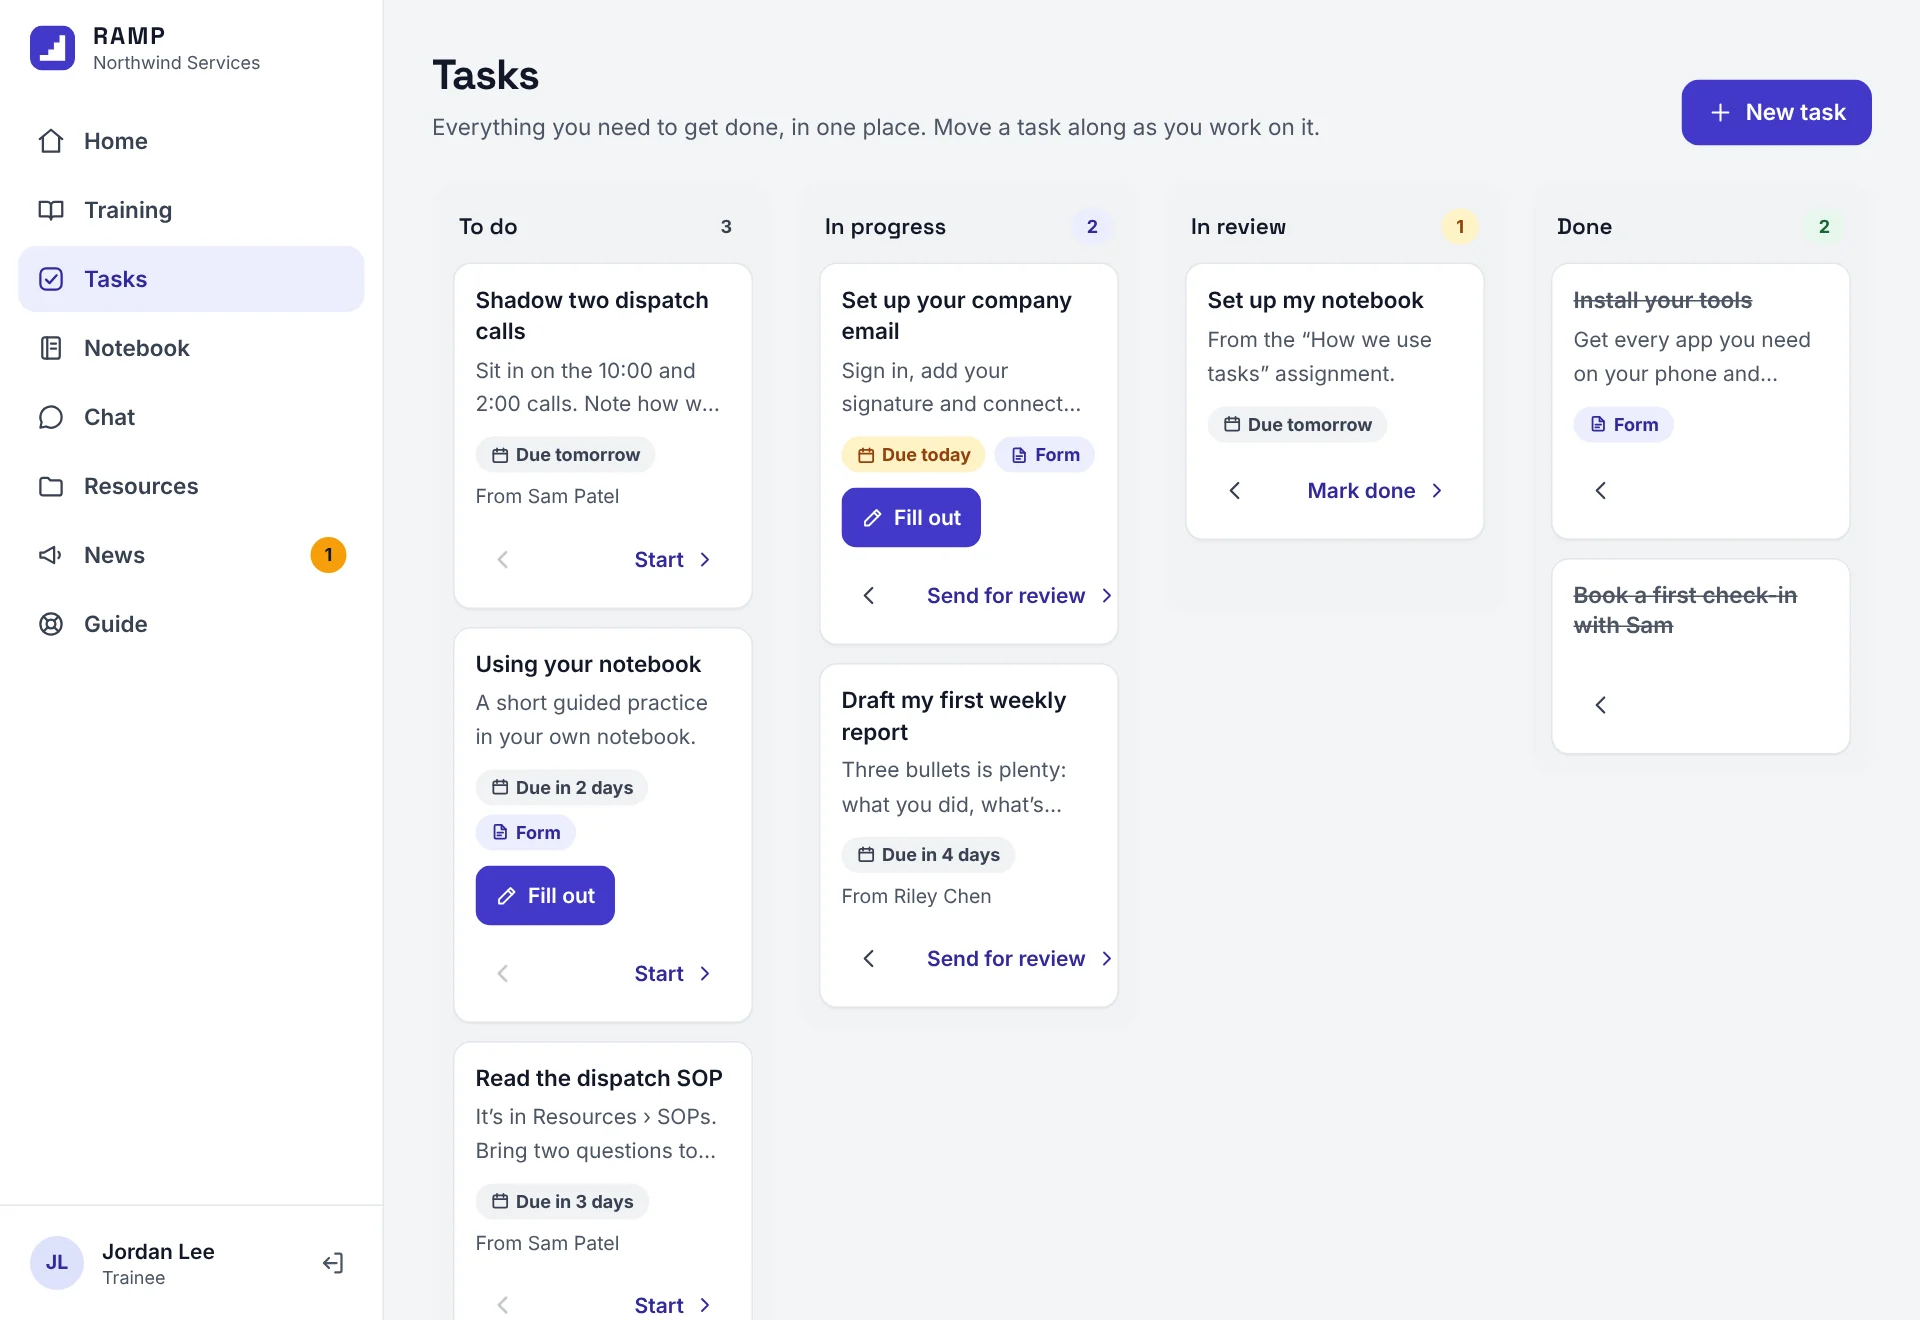 RAMP
Northwind Services
Home
Training
Tasks
Notebook
Chat
Resources
News
1
Guide
JL
Jordan Lee
Trainee
Tasks
Everything you need to get done, in one place. Move a task along as you work on it.
New task
To do
3
Shadow two dispatch
calls
Sit in on the 10:00 and
2:00 calls. Note how w...
Due tomorrow
From Sam Patel
Start
Using your notebook
A short guided practice
in your own notebook.
Due in 2 days
Form
Fill out
Start
Read the dispatch SOP
It’s in Resources › SOPs.
Bring two questions to...
Due in 3 days
From Sam Patel
Start
In progress
2
Set up your company
email
Sign in, add your
signature and connect...
Due today
Form
Fill out
Send for review
Draft my first weekly
report
Three bullets is plenty:
what you did, what’s...
Due in 4 days
From Riley Chen
Send for review
In review
1
Set up my notebook
From the “How we use
tasks” assignment.
Due tomorrow
Mark done
Done
2
Install your tools
Get every app you need
on your phone and...
Form
Book a first check-in
with Sam